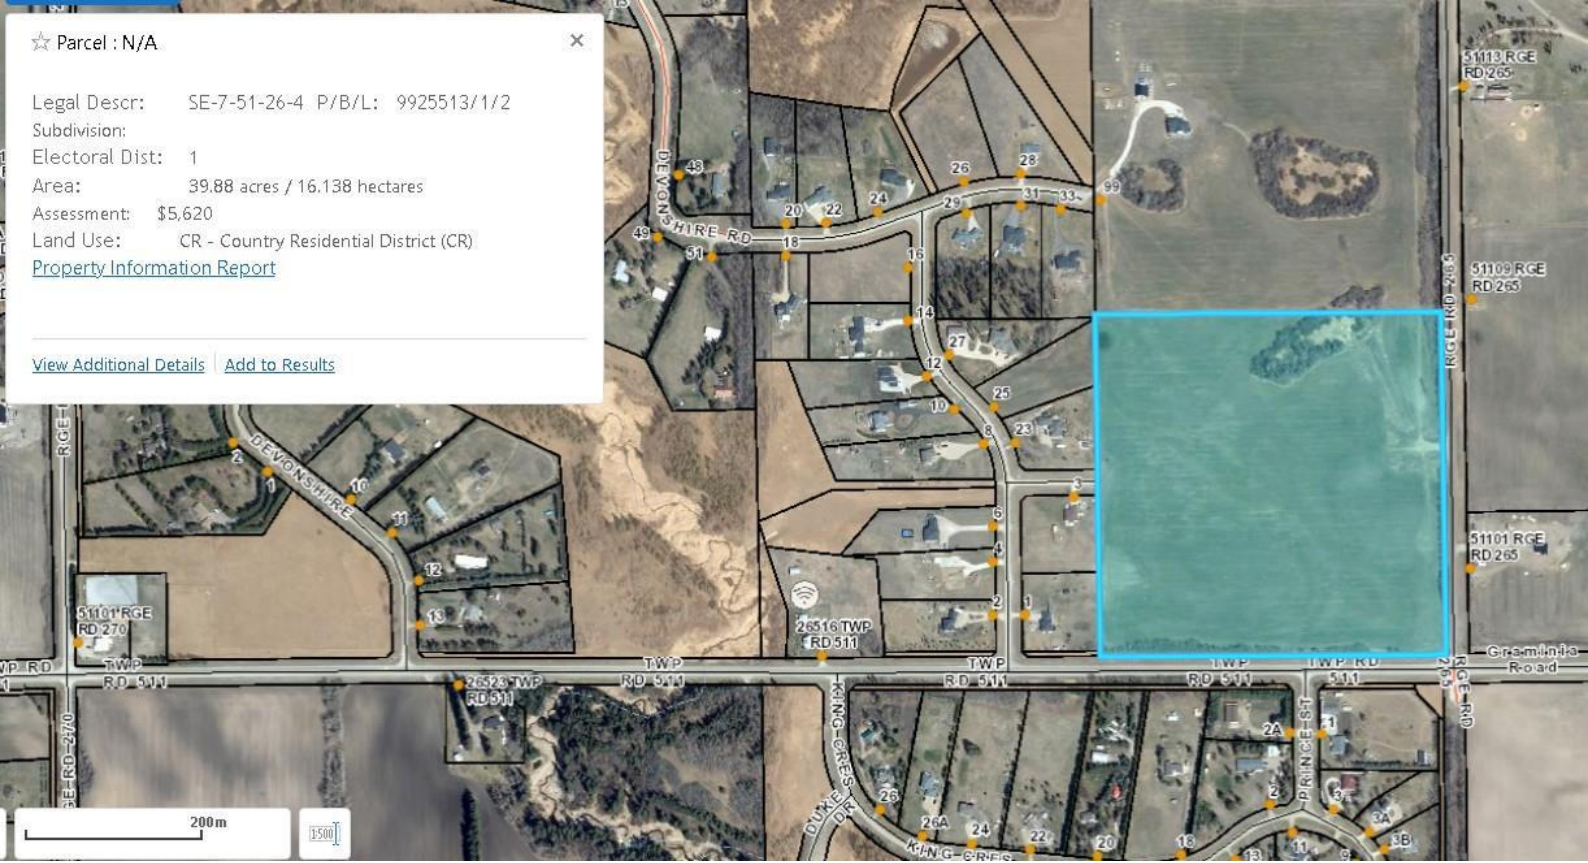 Parcel : N/A
Legal Descr: SE-7-51-26-4 P/B/L: 9925513/1/2
Subdivision:
Electoral Dist: 1
Area: 39.88 acres / 16.138 hectares
Assessment: $5,620
Land Use: CR - Country Residential District (CR)
Property Information Report
View Additional Details
Add to Results
51113 RGE
RD 265
48
DEVONSHIRE RD
26
28
20
22
24
29
31
33
99
49
51
18
16
14
51109 RGE
RD 265
RGE RD 265
27
12
10
25
8
23
3
6
4
2
1
51101 RGE
RD 265
2
DEVONSHIRE
1
10
11
12
13
51101 RGE
RD 270
26516 TWP
RD 511
TWP
RD 511
TWP
RD 511
TWP
RD 511
TWP
RD 511
TWP RD
511
Graminia
Road
RGE RD
265
26523 TWP
RD 511
RGE RD 270
KING CRES
DUKE
DR
26
26A
24
22
20
18
KING CRES
2A
1
PRINCE ST
2
3
3A
3B
11
13
200m